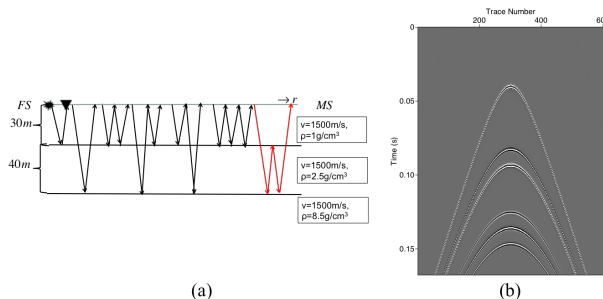 FS
r
MS
30m
40m
v=1500m/s,
ρ=1g/cm³
v=1500m/s,
ρ=2.5g/cm³
v=1500m/s,
ρ=8.5g/cm³
(a)
Trace Number
200 400 600
Time (s)
0
0.05
0.10
0.15
(b)